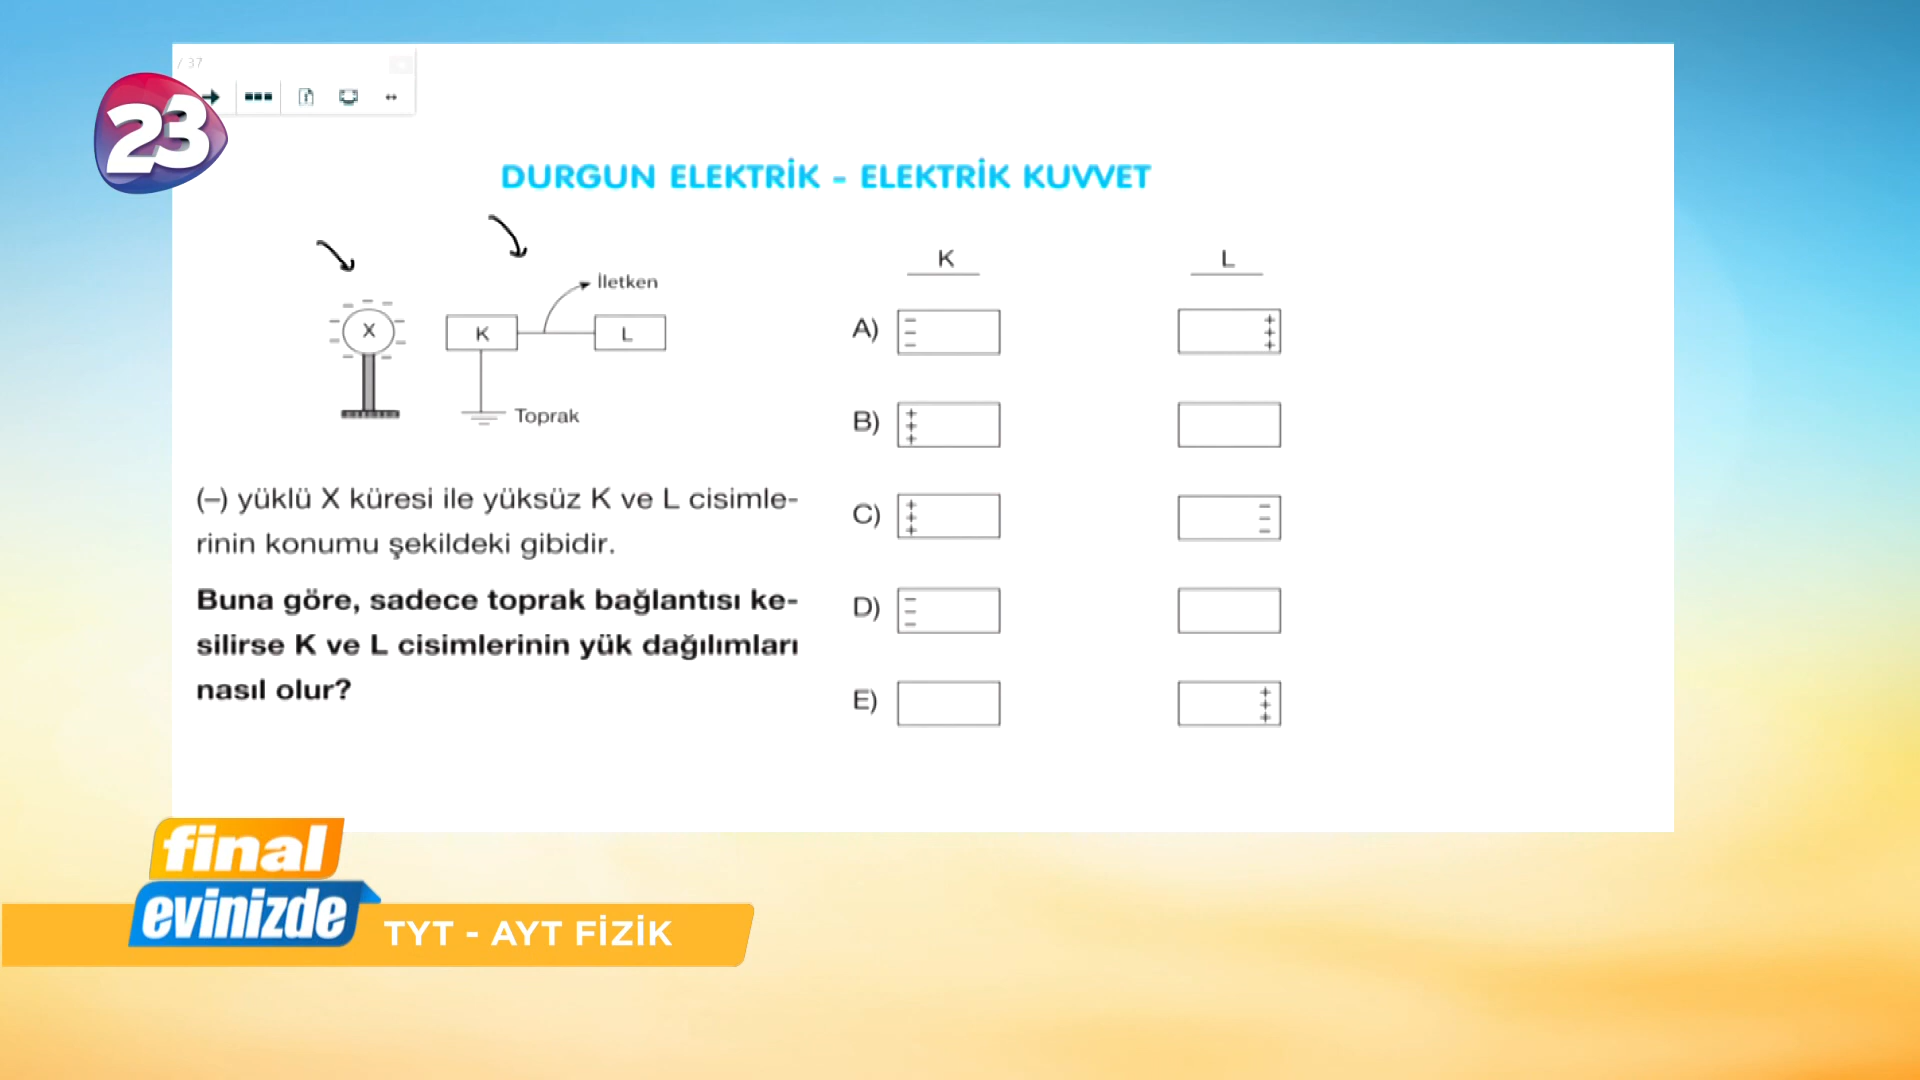 / 37
23
DURGUN ELEKTRİK - ELEKTRİK KUVVET
İletken
X
K
L
Toprak
(–) yüklü X küresi ile yüksüz K ve L cisimle-
rinin konumu şekildeki gibidir.
Buna göre, sadece toprak bağlantısı ke-
silirse K ve L cisimlerinin yük dağılımları
nasıl olur?
K L
A)
B)
C)
D)
E)
final
evinizde
TYT - AYT FİZİK